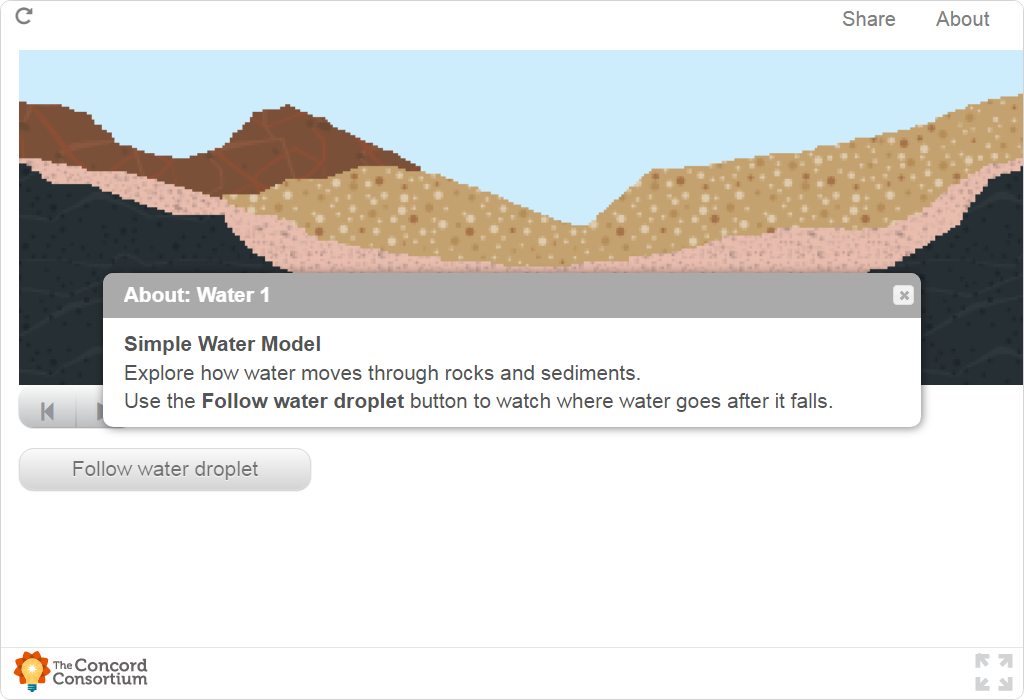 Share About
About: Water 1
Simple Water Model
Explore how water moves through rocks and sediments.
Use the Follow water droplet button to watch where water goes after it falls.
Follow water droplet
The Concord
Consortium